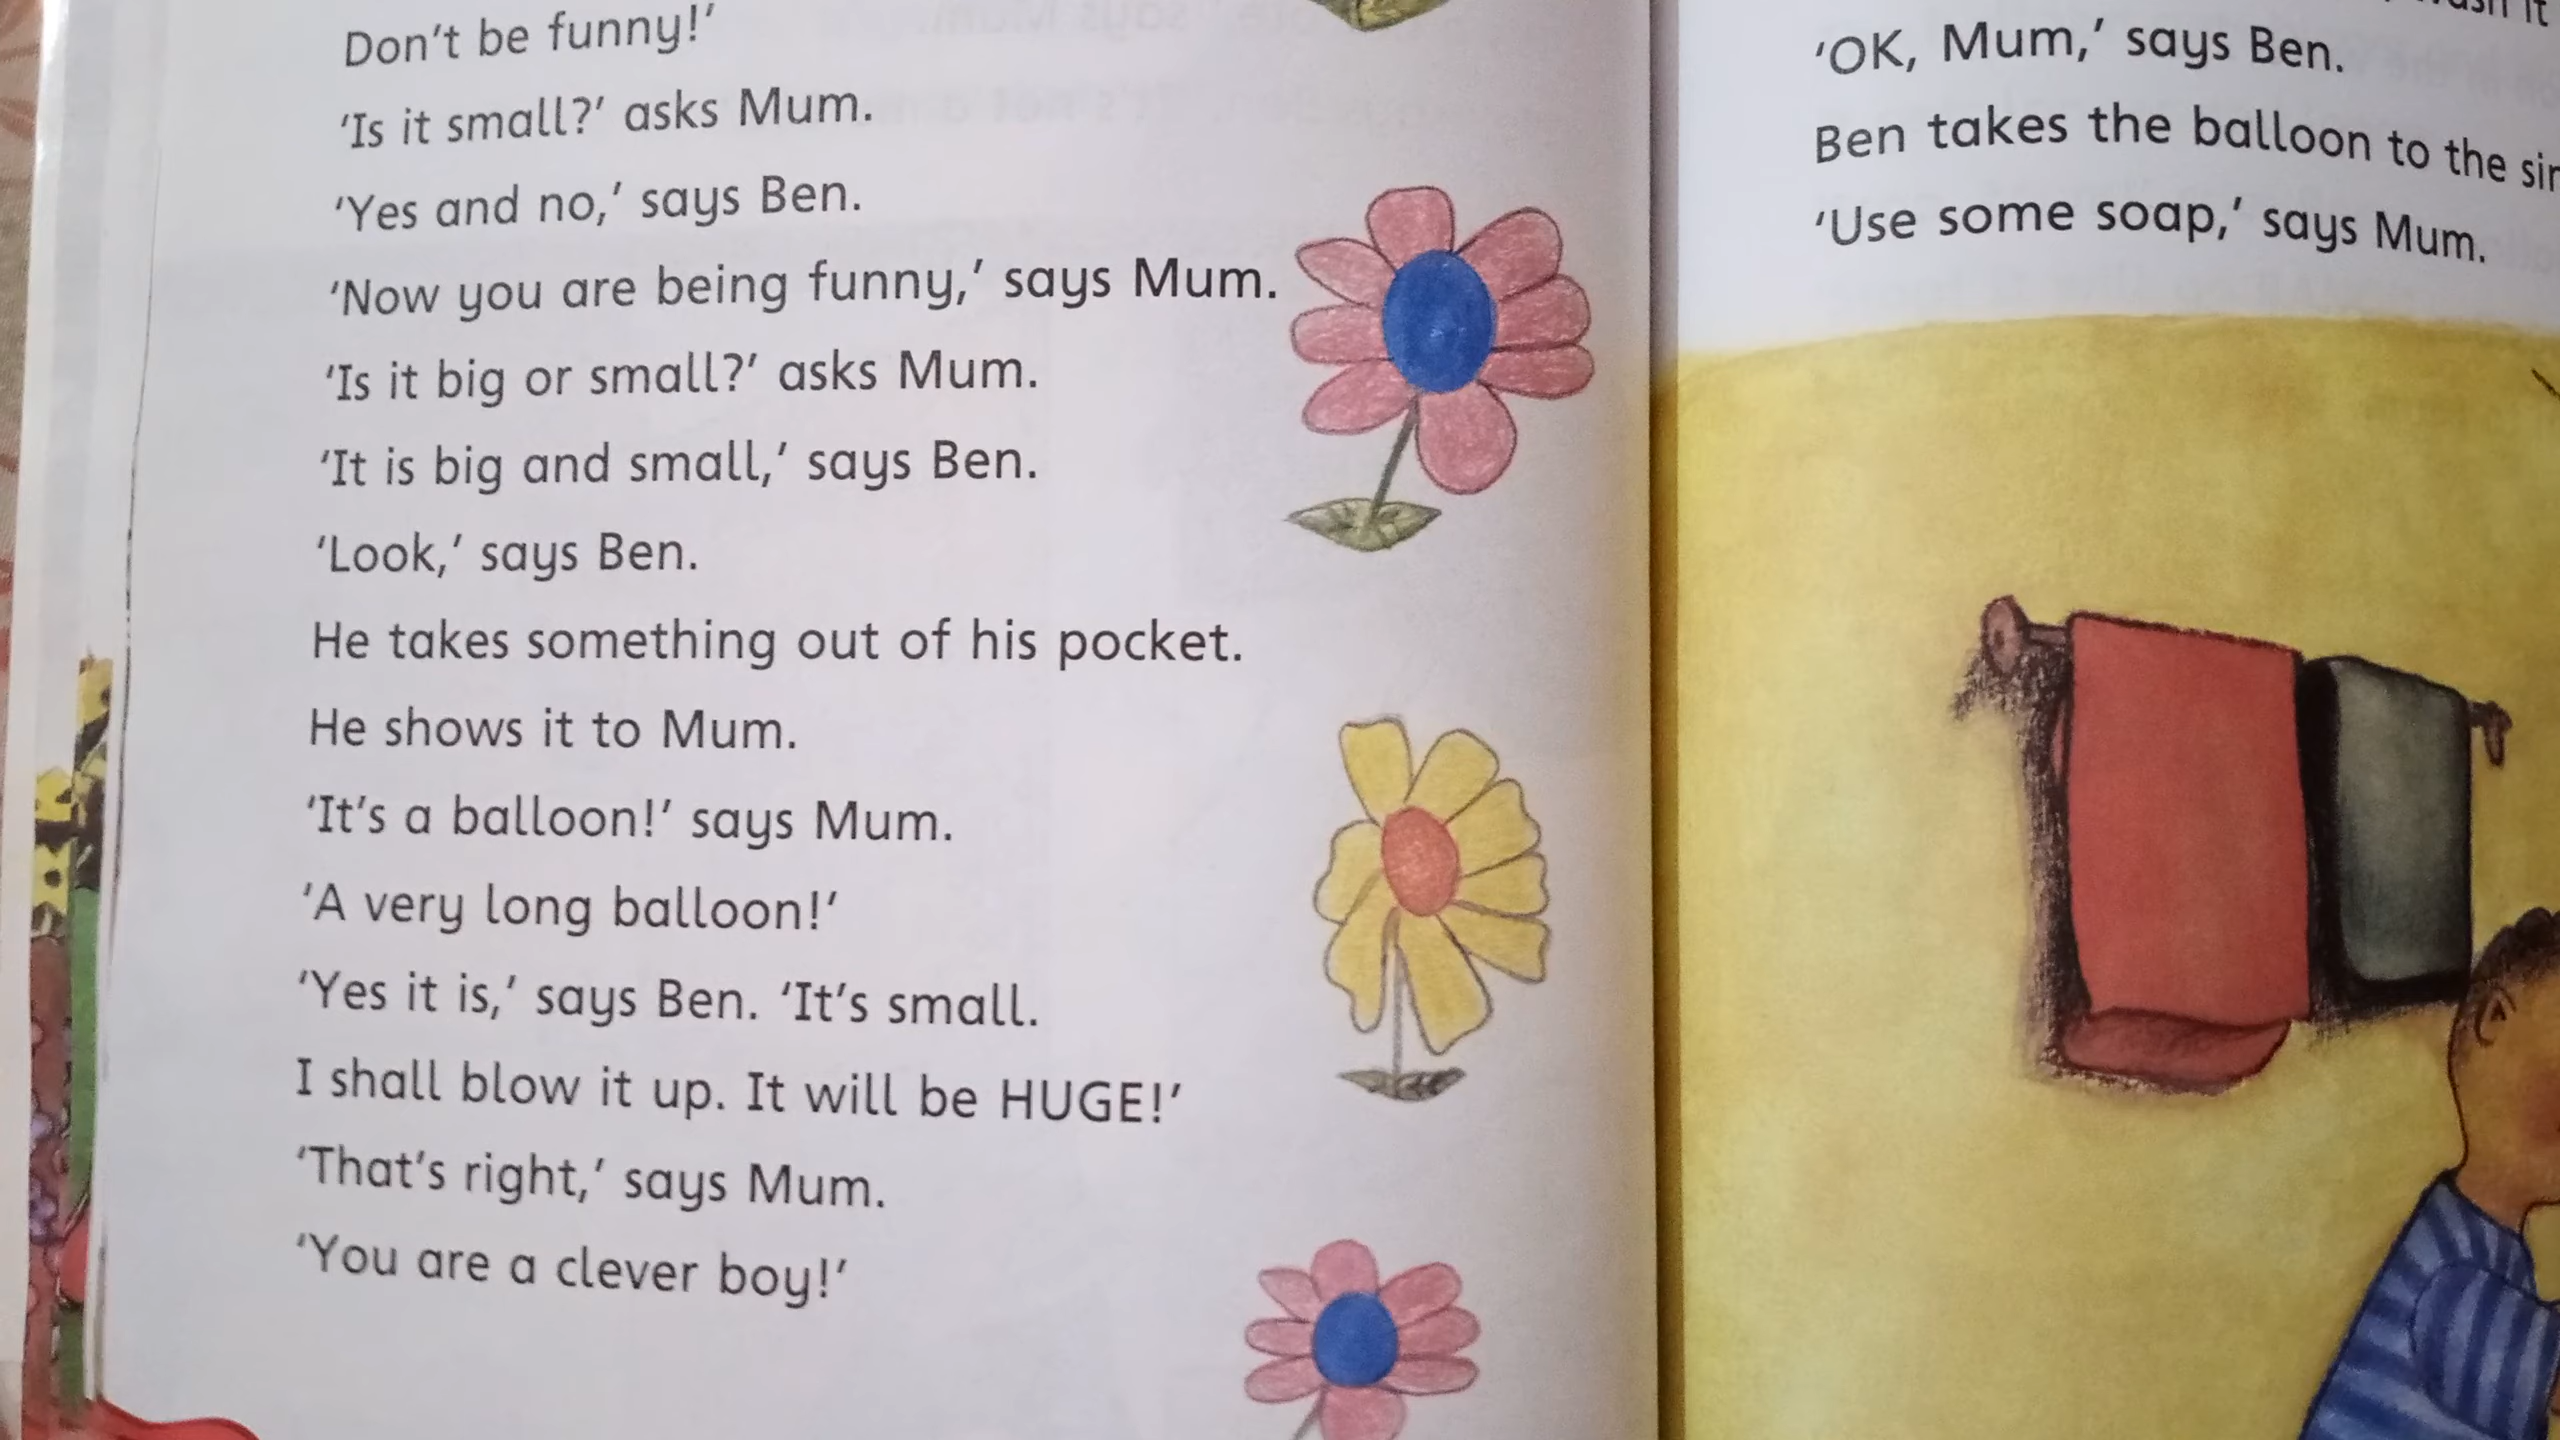 Don't be funny!'
'Is it small?' asks Mum.
'Yes and no,' says Ben.
'Now you are being funny,' says Mum.
'Is it big or small?' asks Mum.
'It is big and small,' says Ben.
'Look,' says Ben.
He takes something out of his pocket.
He shows it to Mum.
'It's a balloon!' says Mum.
'A very long balloon!'
'Yes it is,' says Ben. 'It's small.
I shall blow it up. It will be HUGE!'
'That's right,' says Mum.
'You are a clever boy!'
it
'OK, Mum,' says Ben.
Ben takes the balloon to the
'Use some soap,' says Mum.